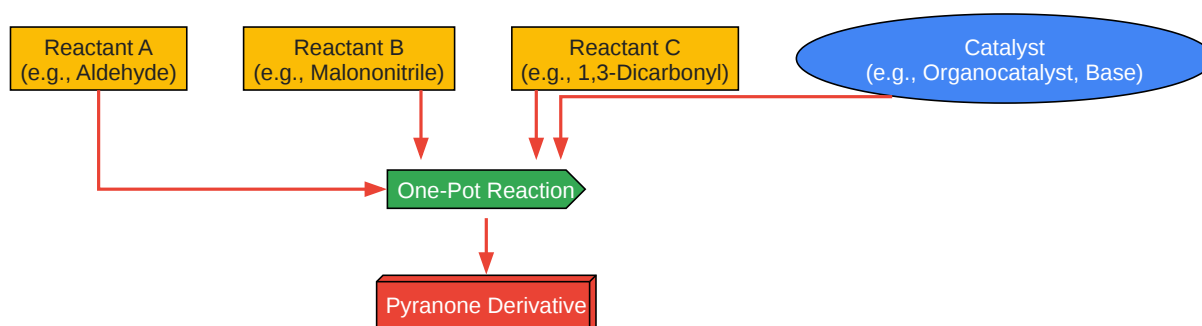 Reactant A
(e.g., Aldehyde)
Reactant B
(e.g., Malononitrile)
Reactant C
(e.g., 1,3-Dicarbonyl)
Catalyst
(e.g., Organocatalyst, Base)
One-Pot Reaction
Pyranone Derivative